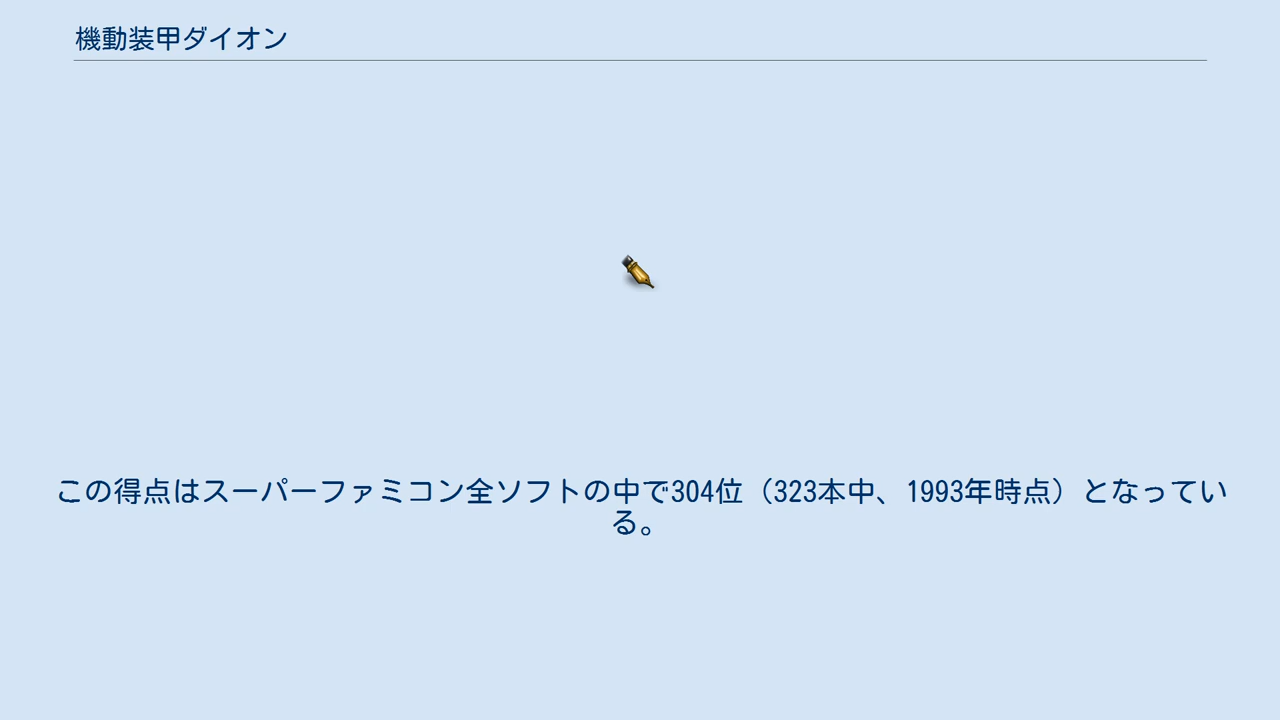 機動装甲ダイオン
この得点はスーパーファミコン全ソフトの中で304位（323本中、1993年時点）となってい
る。